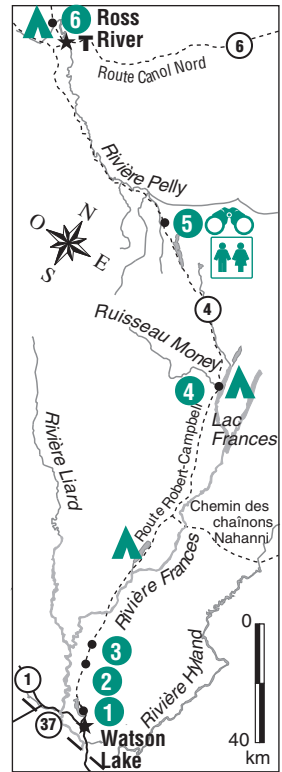 6 Ross
River
6
Route Canol Nord
Rivière Pelly
5
N
O
E
S
4
Ruisseau Money
4
Lac
Frances
Rivière Liard
Route Robert-Campbell
Chemin des
chaînons
Nahanni
Rivière Frances
Rivière Hyland
0
3
2
1
1
37
Watson
Lake
40
km